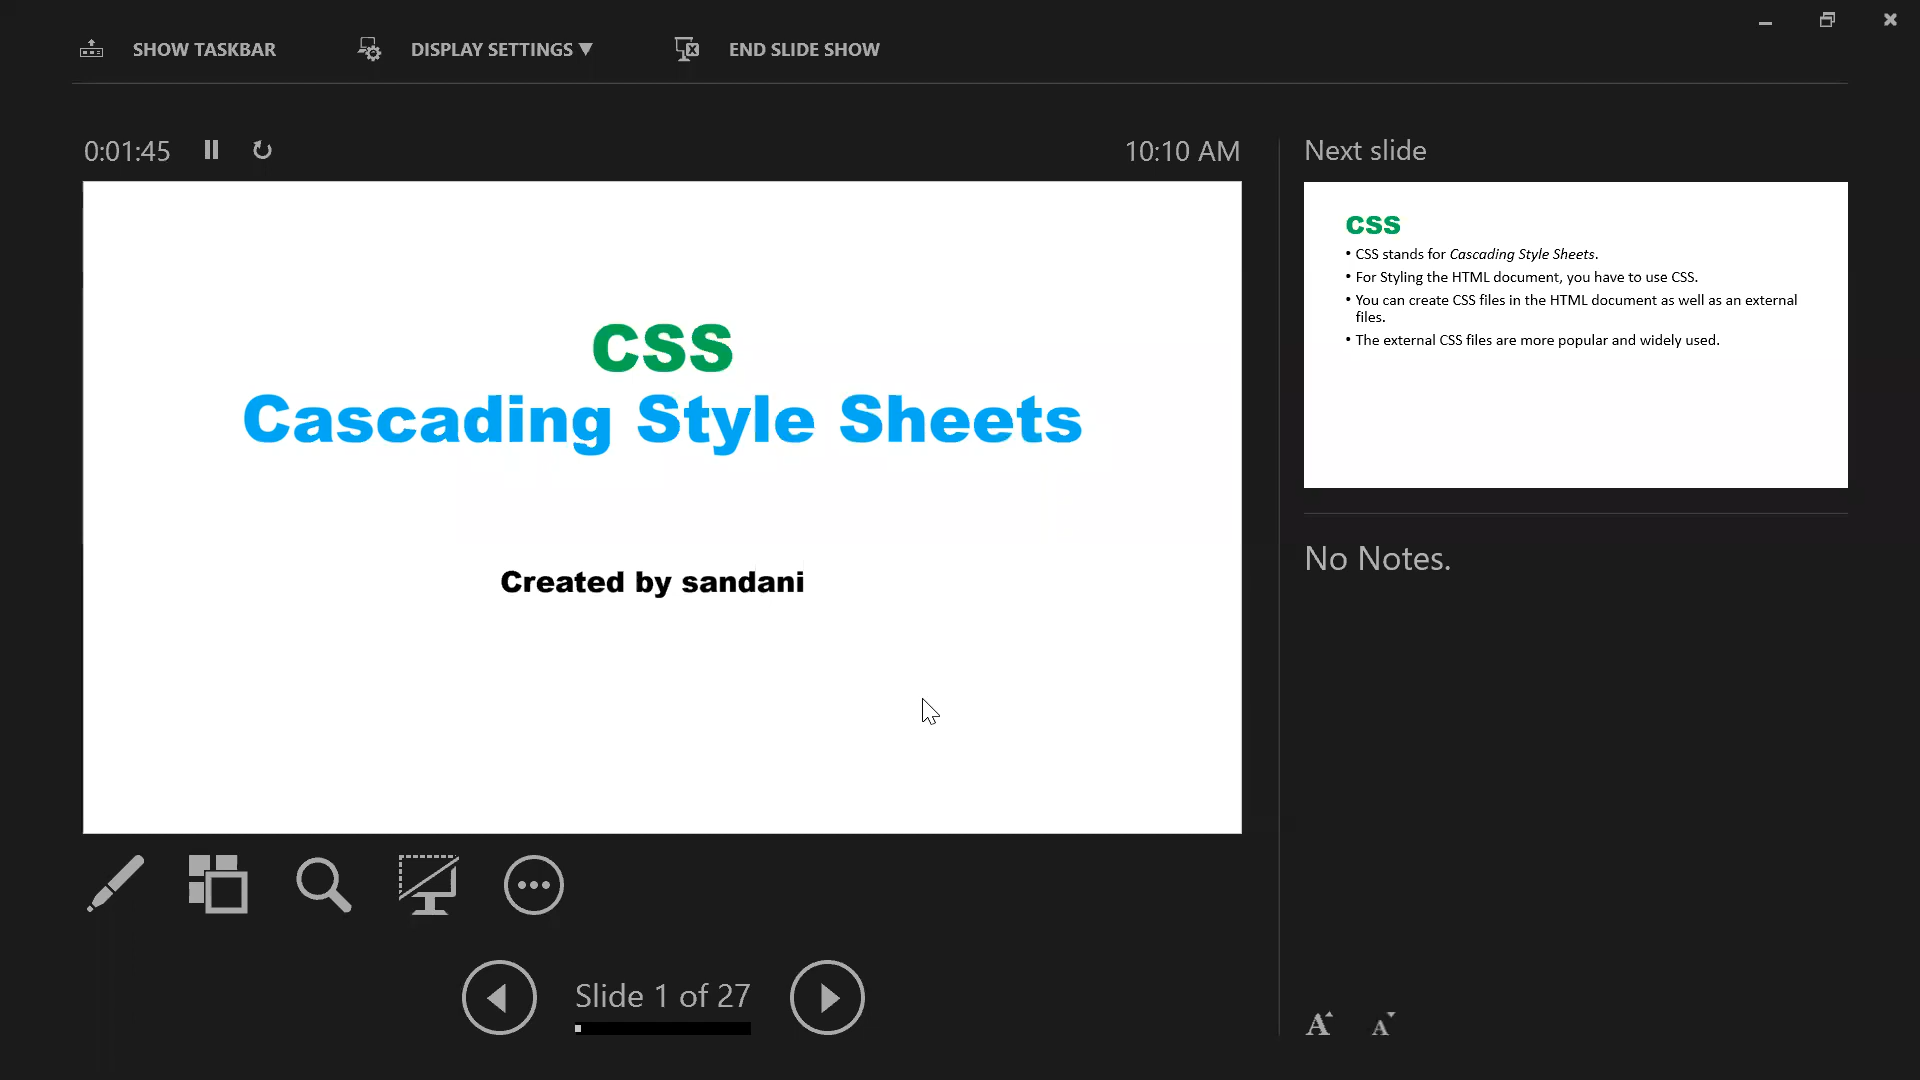 SHOW TASKBAR
DISPLAY SETTINGS ▼
END SLIDE SHOW
0:01:45
10:10 AM
CSS
Cascading Style Sheets
Created by sandani
Slide 1 of 27
Next slide
CSS
• CSS stands for Cascading Style Sheets.
• For Styling the HTML document, you have to use CSS.
• You can create CSS files in the HTML document as well as an external
files.
• The external CSS files are more popular and widely used.
No Notes.
A A